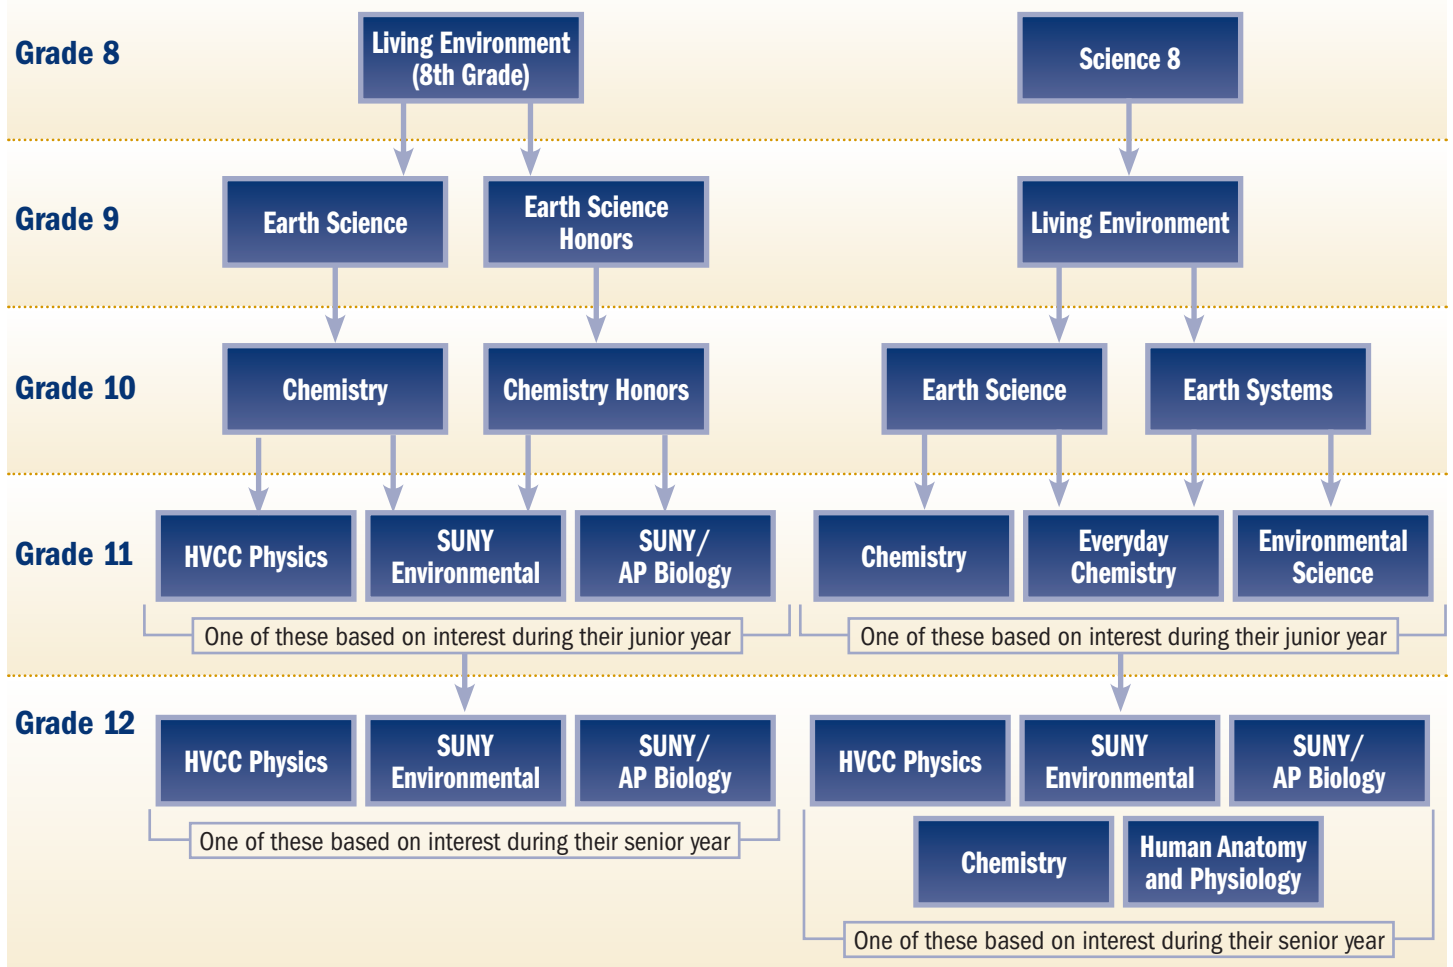 Grade 8
Living Environment
(8th Grade)
Science 8
Grade 9
Earth Science
Earth Science
Honors
Living Environment
Grade 10
Chemistry
Chemistry Honors
Earth Science
Earth Systems
Grade 11
HVCC Physics
SUNY
Environmental
SUNY/
AP Biology
Chemistry
Everyday
Chemistry
Environmental
Science
One of these based on interest during their junior year
One of these based on interest during their junior year
Grade 12
HVCC Physics
SUNY
Environmental
SUNY/
AP Biology
One of these based on interest during their senior year
HVCC Physics
SUNY
Environmental
SUNY/
AP Biology
Chemistry
Human Anatomy
and Physiology
One of these based on interest during their senior year